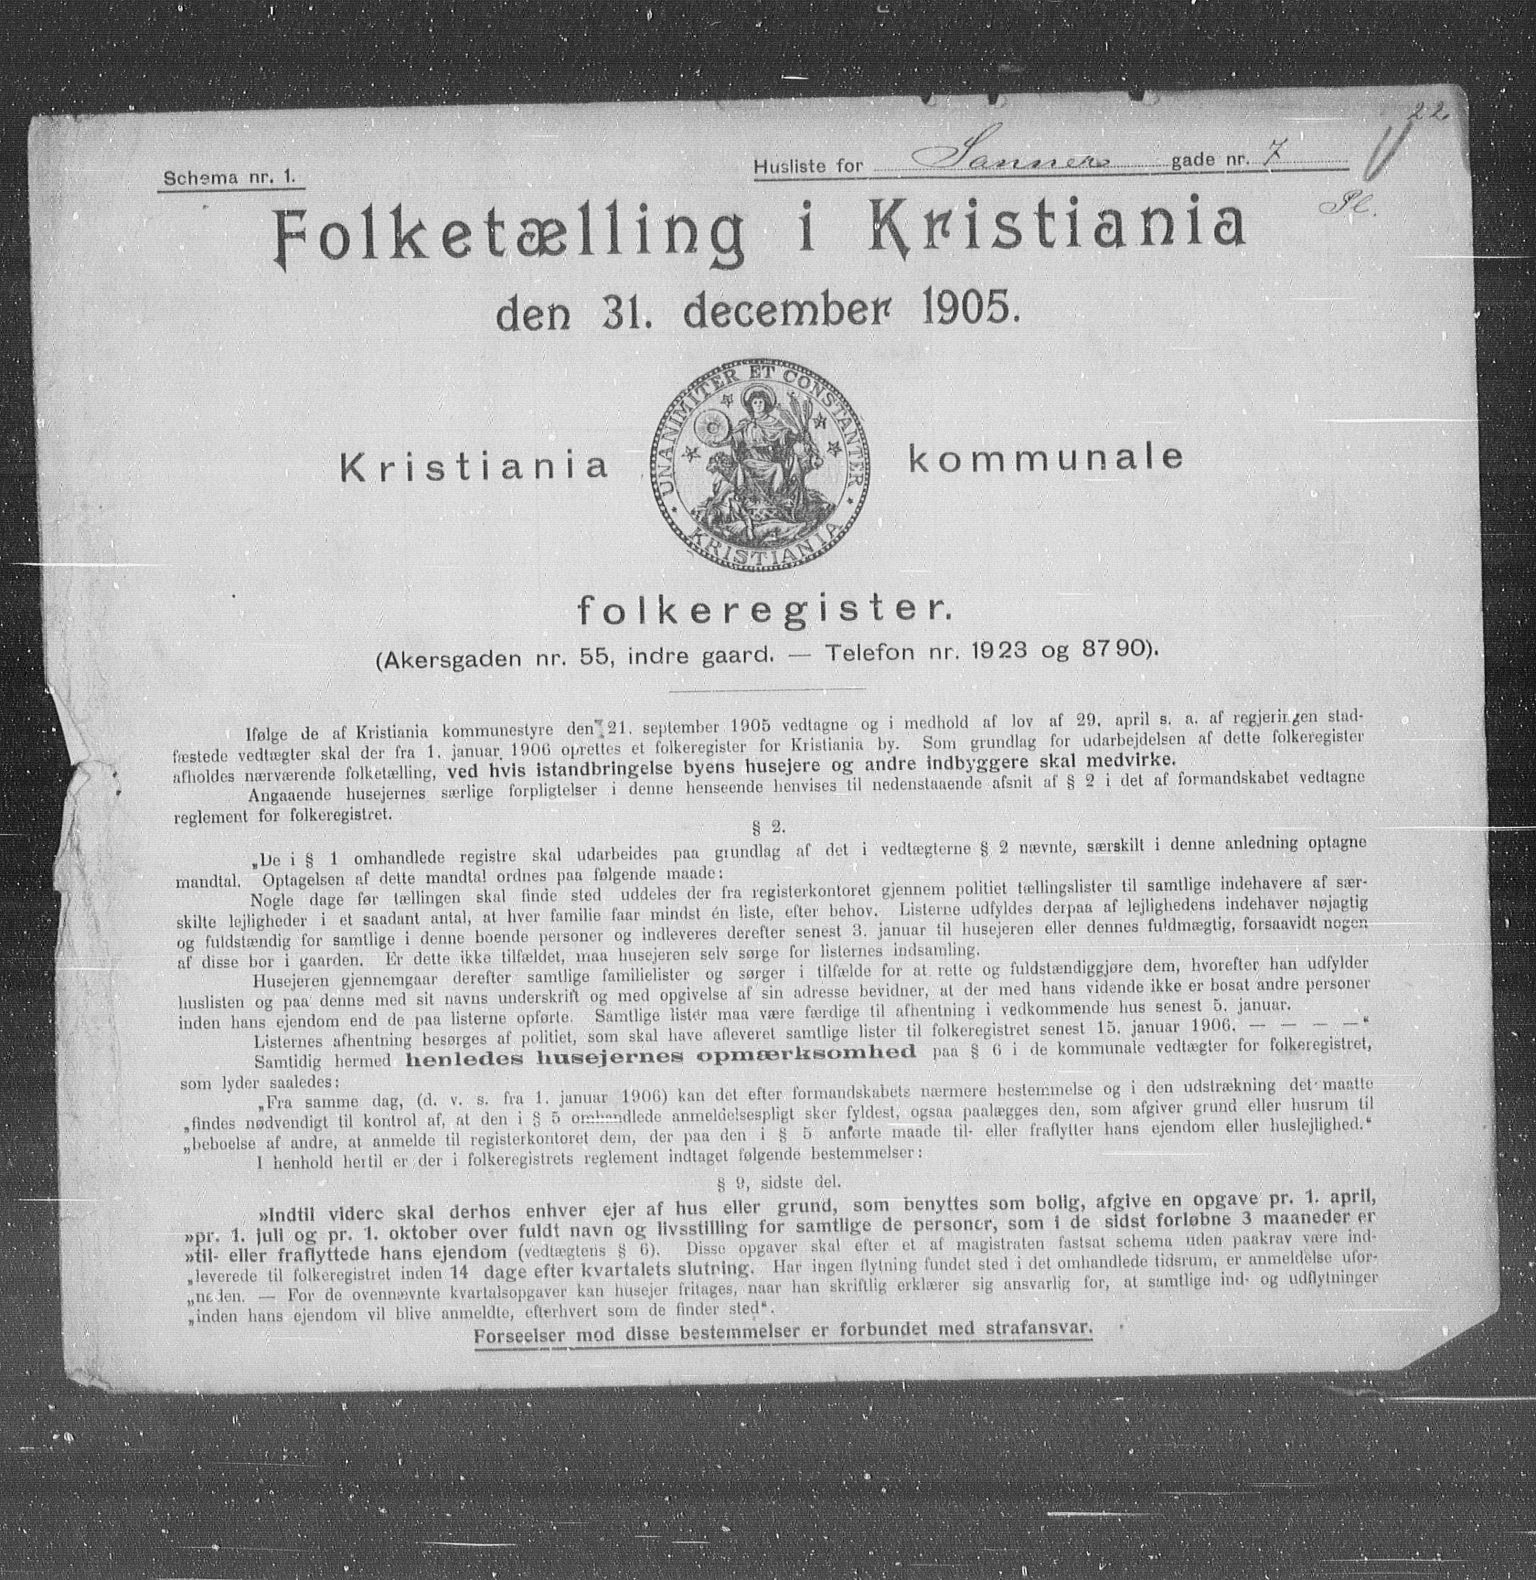 22.
Schema nr. 1.
Husliste for Sanners gade nr. 7
Pl.
Folketælling i Kristiania
den 31. december 1905.
UNANIMITER ET CONSTANTER
KRISTIANIA
Kristiania kommunale
folkeregister.
(Akersgaden nr. 55, indre gaard. — Telefon nr. 1923 og 8790).
Ifølge de af Kristiania kommunestyre den 21. september 1905 vedtagne og i medhold af lov af 29. april s. a. af regjeringen stad-
fæstede vedtægter skal der fra 1. januar 1906 oprettes et folkeregister for Kristiania by. Som grundlag for udarbejdelsen af dette folkeregister
afholdes nærværende folketælling, ved hvis istandbringelse byens husejere og andre indbyggere skal medvirke.
Angaaende husejernes særlige forpligtelser i denne henseende henvises til nedenstaaende afsnit af § 2 i det af formandskabet vedtagne
reglement for folkeregistret.
§ 2.
„De i § 1 omhandlede registre skal udarbeides paa grundlag af det i vedtægterne § 2 nævnte, særskilt i denne anledning optagne
mandtal. Optagelsen af dette mandtal ordnes paa følgende maade:
Nogle dage før tællingen skal finde sted uddeles der fra registerkontoret gjennem politiet tællingslister til samtlige indehavere af sær-
skilte lejligheder i et saadant antal, at hver familie faar mindst én liste, efter behov. Listerne udfyldes derpaa af lejlighedens indehaver nøjagtig
og fuldstændig for samtlige i denne boende personer og indleveres derefter senest 3. januar til husejeren eller dennes fuldmægtig, forsaavidt nogen
af disse bor i gaarden. Er dette ikke tilfældet, maa husejeren selv sørge for listernes indsamling.
Husejeren gjennemgaar derefter samtlige familielister og sørger i tilfælde for at rette og fuldstændiggjøre dem, hvorefter han udfylder
huslisten og paa denne med sit navns underskrift og med opgivelse af sin adresse bevidner, at der med hans vidende ikke er bosat andre personer
inden hans ejendom end de paa listerne opførte. Samtlige lister maa være færdige til afhentning i vedkommende hus senest 5. januar.
Listernes afhentning besørges af politiet, som skal have afleveret samtlige lister til folkeregistret senest 15. januar 1906. — — — —“
Samtidig hermed henledes husejernes opmærksomhed paa § 6 i de kommunale vedtægter for folkeregistret,
som lyder saaledes:
„Fra samme dag, (d. v. s. fra 1. januar 1906) kan det efter formandskabets nærmere bestemmelse og i den udstrækning det maatte
„findes nødvendigt til kontrol af, at den i § 5 omhandlede anmeldelsespligt sker fyldest, ogsaa paalægges den, som afgiver grund eller husrum til
„beboelse af andre, at anmelde til registerkontoret dem, der paa den i § 5 anførte maade til- eller fraflytter hans ejendom eller huslejlighed.“
I henhold hertil er der i folkeregistrets reglement indtaget følgende bestemmelser:
§ 9, sidste del.
»Indtil videre skal derhos enhver ejer af hus eller grund, som benyttes som bolig, afgive en opgave pr. 1. april,
»pr. 1. juli og pr. 1. oktober over fuldt navn og livsstilling for samtlige de personer, som i de sidst forløbne 3 maaneder er
»til- eller fraflyttede hans ejendom (vedtægtens § 6). Disse opgaver skal efter et af magistraten fastsat schema uden paakrav være ind-
„leverede til folkeregistret inden 14 dage efter kvartalets slutning. Har ingen flytning fundet sted i det omhandlede tidsrum, er anmeldelse ufor-
„neden. — For de ovennævnte kvartalsopgaver kan husejer fritages, naar han skriftlig erklærer sig ansvarlig for, at samtlige ind- og udflytninger
„inden hans ejendom vil blive anmeldte, efterhvert som de finder sted“.
Forseelser mod disse bestemmelser er forbundet med strafansvar.